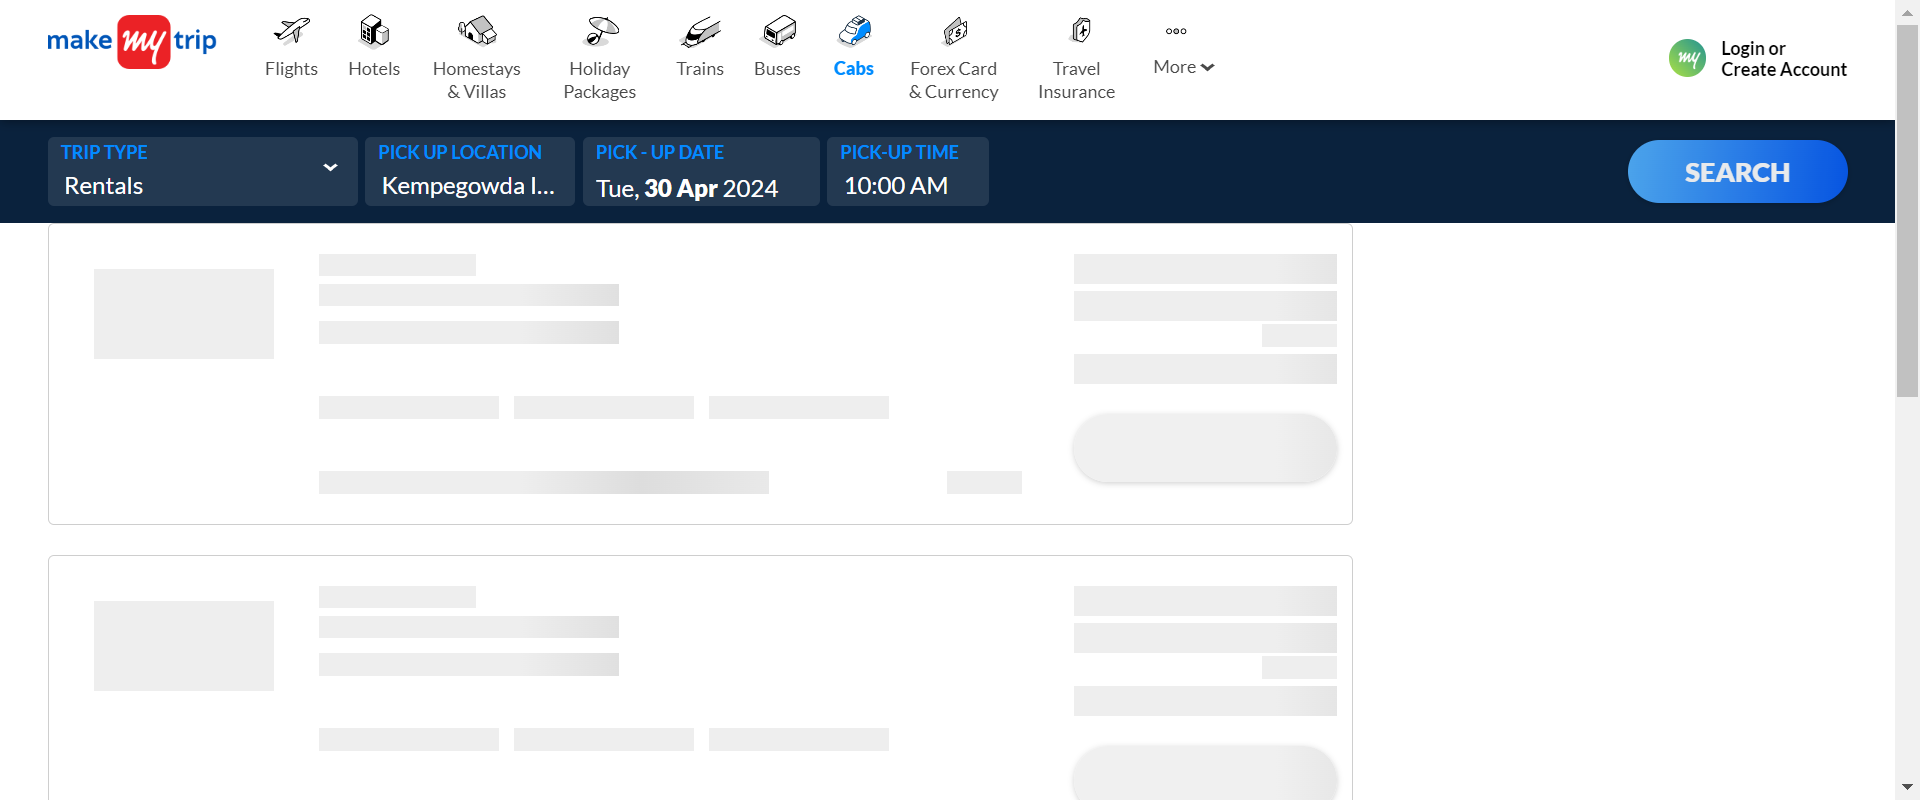 make my trip
Flights
Hotels
Homestays
& Villas
Holiday
Packages
Trains
Buses
Cabs
Forex Card
& Currency
Travel
Insurance
More
my
Login or
Create Account
TRIP TYPE
Rentals
PICK UP LOCATION
Kempegowda I...
PICK - UP DATE
Tue, 30 Apr 2024
PICK-UP TIME
10:00 AM
SEARCH